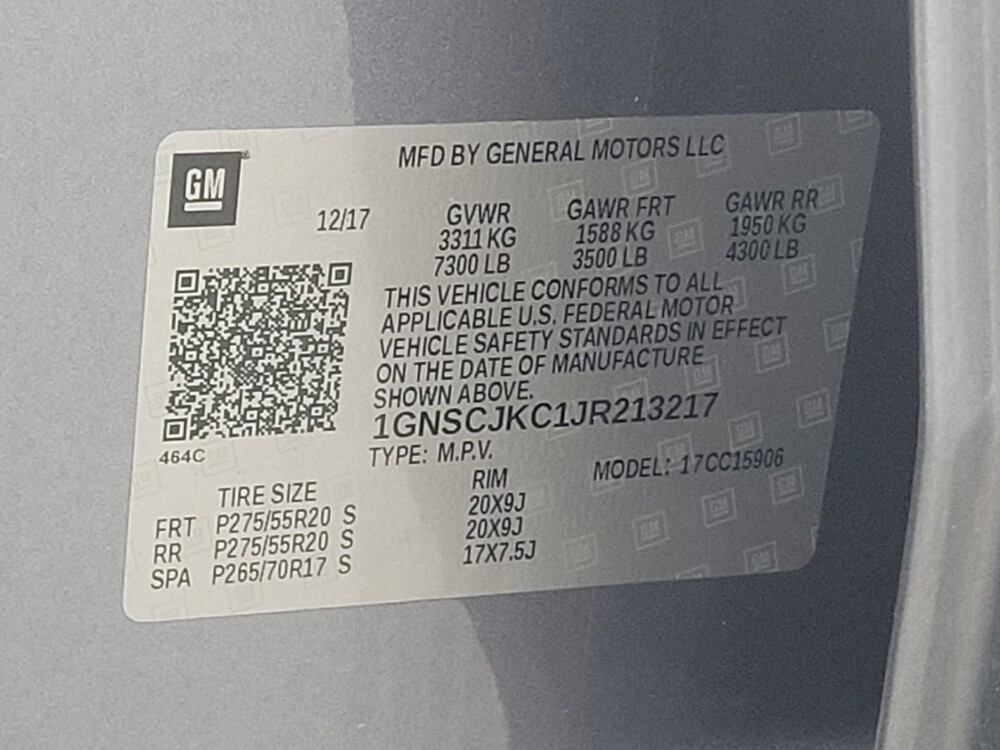 GM
MFD BY GENERAL MOTORS LLC
12/17
GVWR GAWR FRT GAWR RR
3311 KG 1588 KG 1950 KG
7300 LB 3500 LB 4300 LB
THIS VEHICLE CONFORMS TO ALL
APPLICABLE U.S. FEDERAL MOTOR
VEHICLE SAFETY STANDARDS IN EFFECT
ON THE DATE OF MANUFACTURE
SHOWN ABOVE.
1GNSCJKC1JR213217
464C
TYPE: M.P.V.
MODEL: 17CC15906
TIRE SIZE RIM
FRT P275/55R20 S 20X9J
RR P275/55R20 S 20X9J
SPA P265/70R17 S 17X7.5J